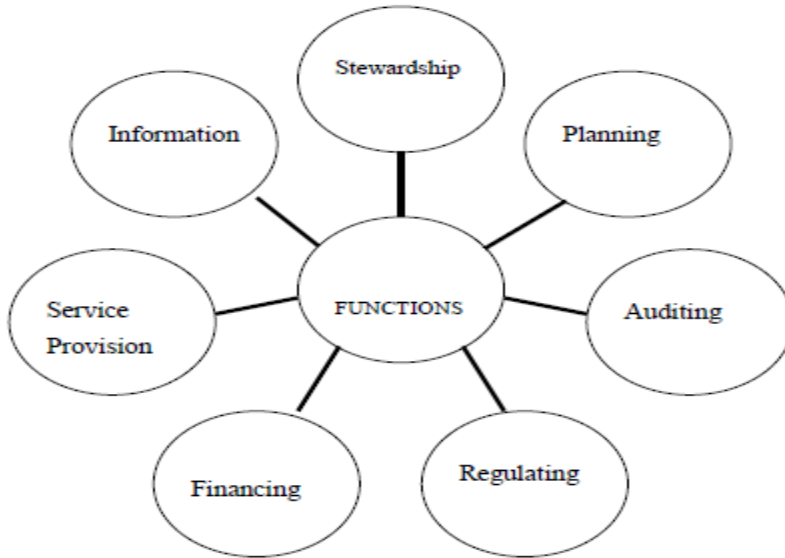 Stewardship
Information
Planning
FUNCTIONS
Service
Provision
Auditing
Financing
Regulating